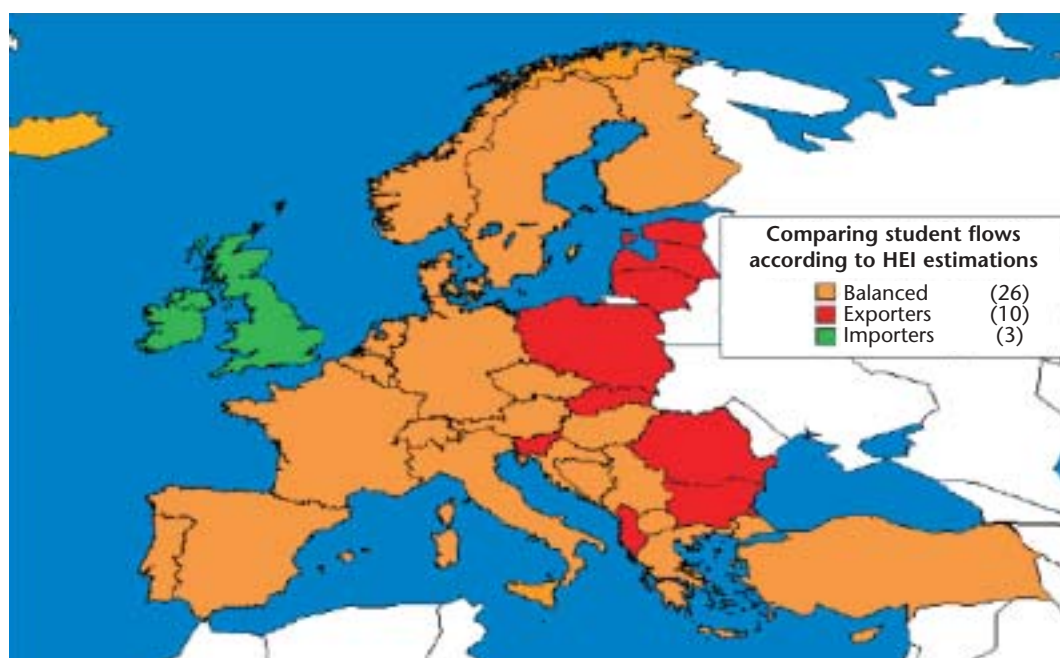 Comparing student flows
according to HEI estimations
Balanced (26)
Exporters (10)
Importers (3)